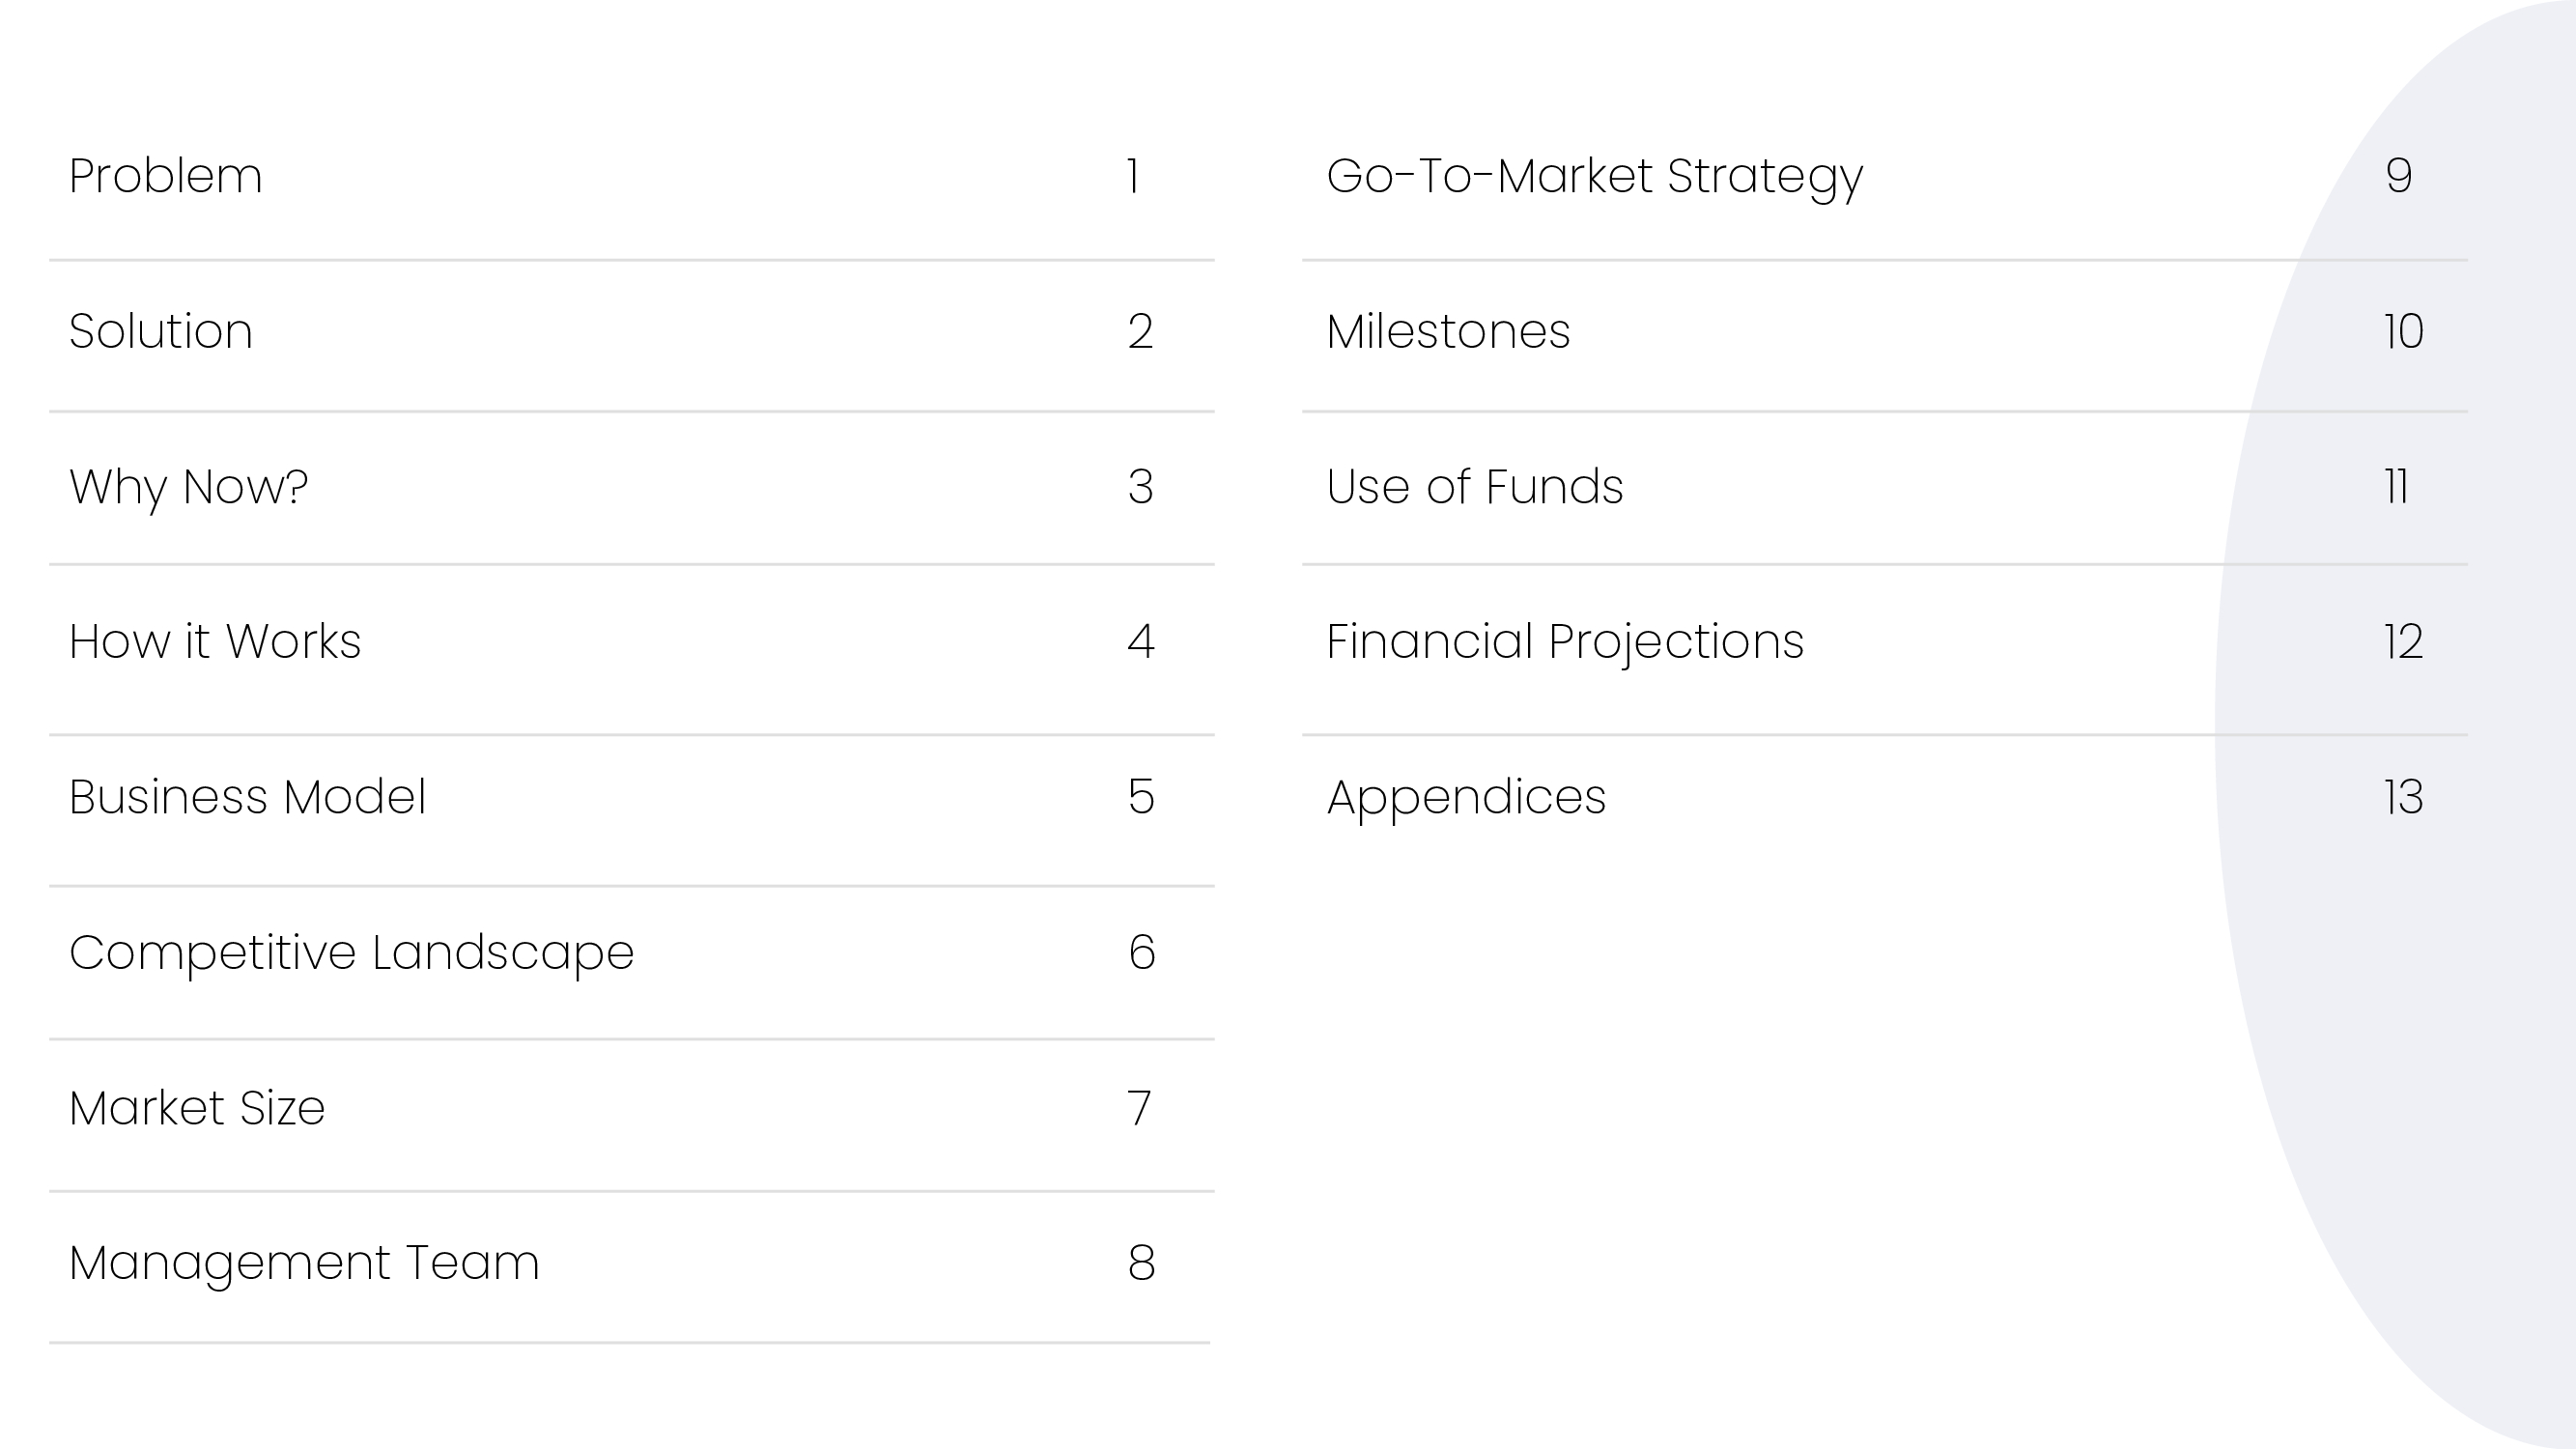 Problem 1
Solution 2
Why Now? 3
How it Works 4
Business Model 5
Competitive Landscape 6
Market Size 7
Management Team 8
Go-To-Market Strategy 9
Milestones 10
Use of Funds 11
Financial Projections 12
Appendices 13